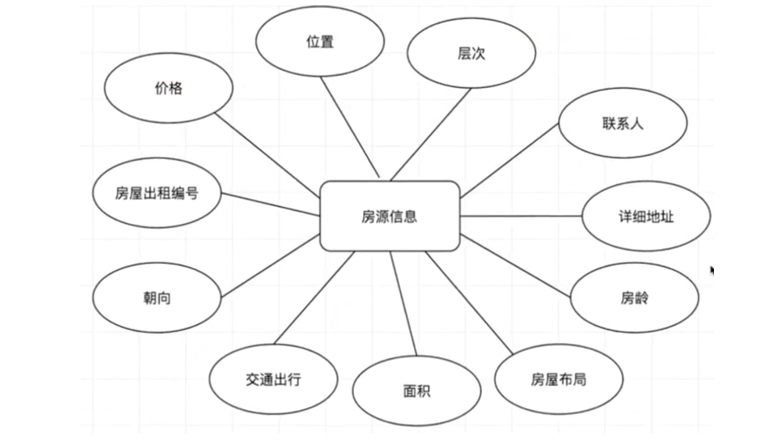 位置
层次
价格
联系人
房屋出租编号
房源信息
详细地址
朝向
房龄
交通出行
面积
房屋布局